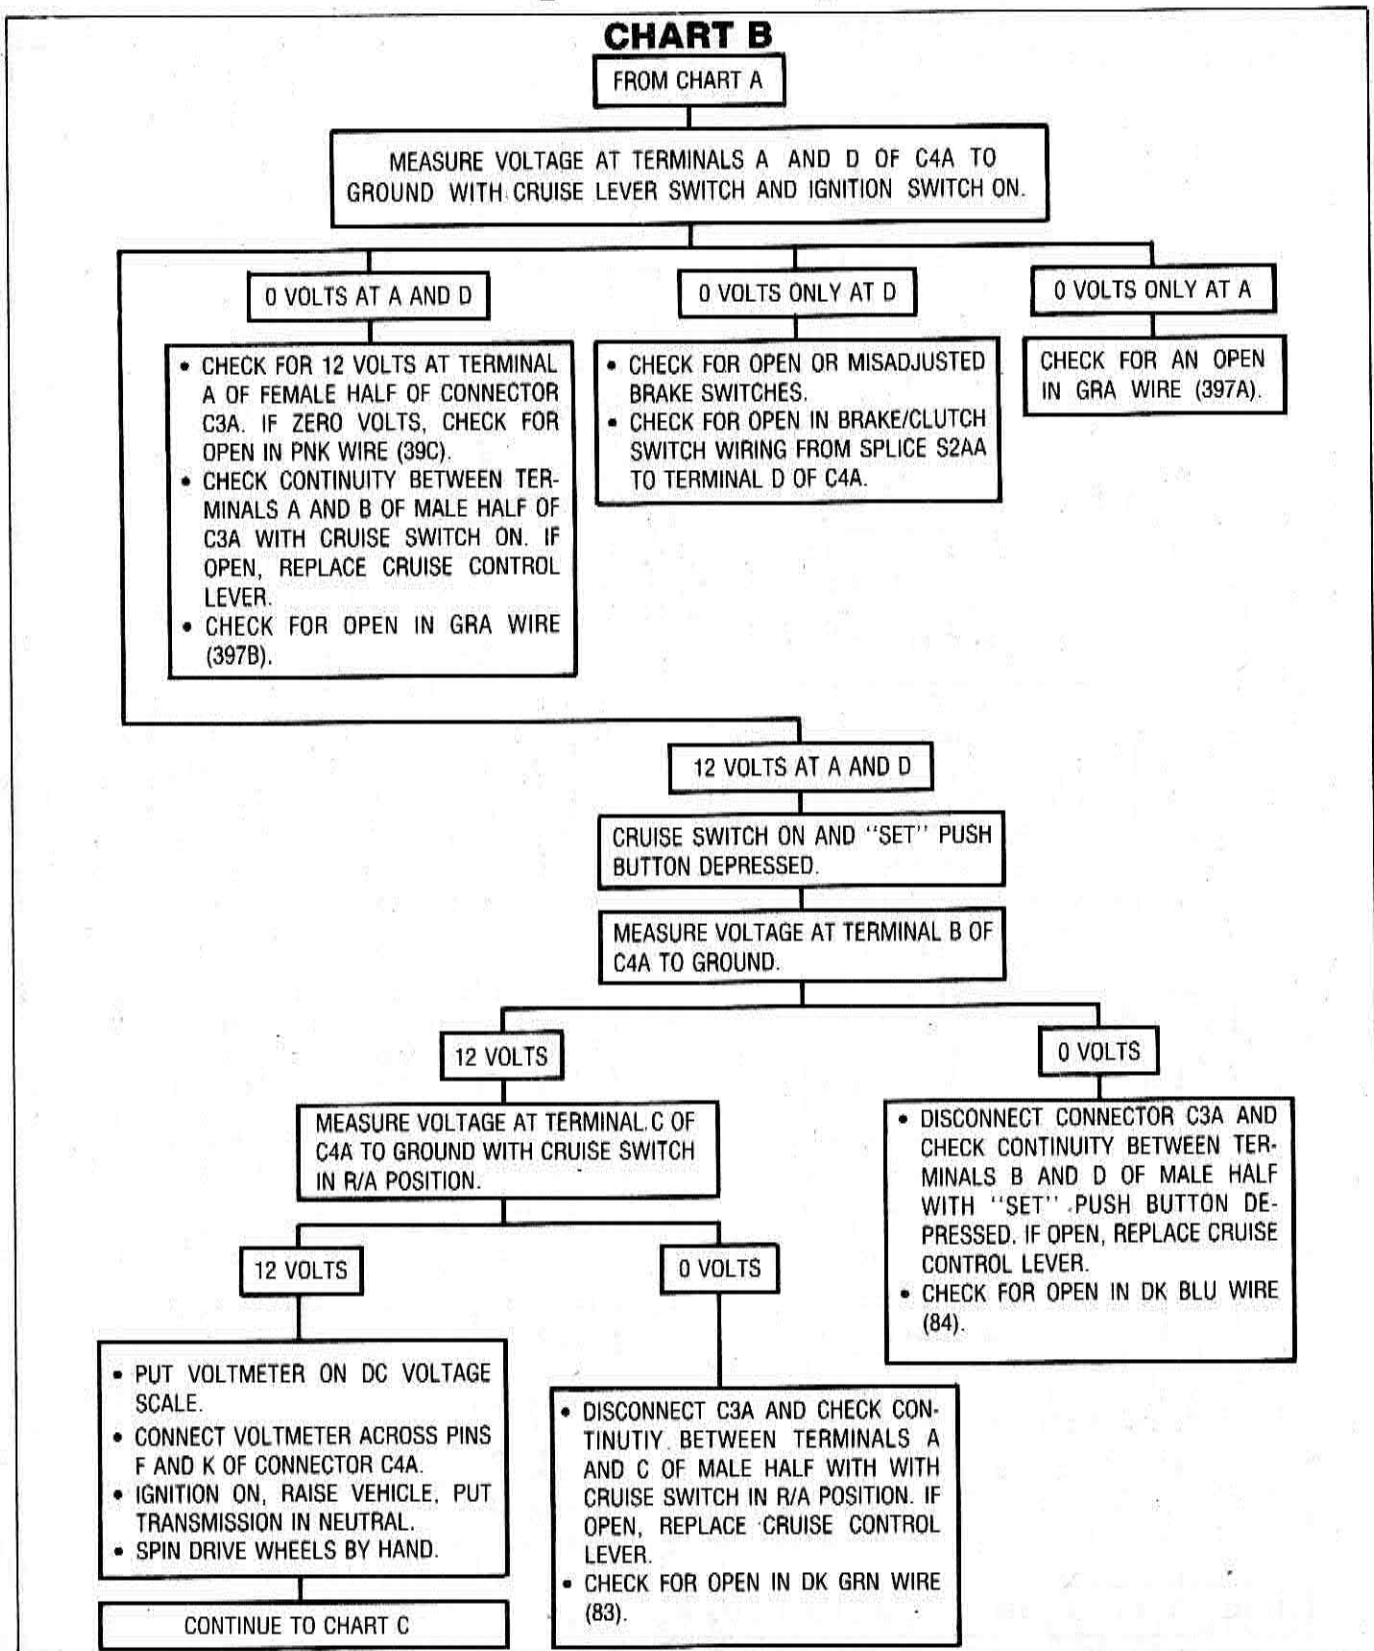 CHART B
FROM CHART A
MEASURE VOLTAGE AT TERMINALS A AND D OF C4A TO
GROUND WITH CRUISE LEVER SWITCH AND IGNITION SWITCH ON.
0 VOLTS AT A AND D
0 VOLTS ONLY AT D
0 VOLTS ONLY AT A
• CHECK FOR 12 VOLTS AT TERMINAL
A OF FEMALE HALF OF CONNECTOR
C3A. IF ZERO VOLTS, CHECK FOR
OPEN IN PNK WIRE (39C).
• CHECK CONTINUITY BETWEEN TER-
MINALS A AND B OF MALE HALF OF
C3A WITH CRUISE SWITCH ON. IF
OPEN, REPLACE CRUISE CONTROL
LEVER.
• CHECK FOR OPEN IN GRA WIRE
(397B).
• CHECK FOR OPEN OR MISADJUSTED
BRAKE SWITCHES.
• CHECK FOR OPEN IN BRAKE/CLUTCH
SWITCH WIRING FROM SPLICE S2AA
TO TERMINAL D OF C4A.
CHECK FOR AN OPEN
IN GRA WIRE (397A).
12 VOLTS AT A AND D
CRUISE SWITCH ON AND "SET" PUSH
BUTTON DEPRESSED.
MEASURE VOLTAGE AT TERMINAL B OF
C4A TO GROUND.
12 VOLTS
0 VOLTS
MEASURE VOLTAGE AT TERMINAL C OF
C4A TO GROUND WITH CRUISE SWITCH
IN R/A POSITION.
• DISCONNECT CONNECTOR C3A AND
CHECK CONTINUITY BETWEEN TER-
MINALS B AND D OF MALE HALF
WITH "SET" PUSH BUTTON DE-
PRESSED. IF OPEN, REPLACE CRUISE
CONTROL LEVER.
• CHECK FOR OPEN IN DK BLU WIRE
(84).
12 VOLTS
0 VOLTS
• PUT VOLTMETER ON DC VOLTAGE
SCALE.
• CONNECT VOLTMETER ACROSS PINS
F AND K OF CONNECTOR C4A.
• IGNITION ON, RAISE VEHICLE, PUT
TRANSMISSION IN NEUTRAL.
• SPIN DRIVE WHEELS BY HAND.
• DISCONNECT C3A AND CHECK CON-
TINUTIY BETWEEN TERMINALS A
AND C OF MALE HALF WITH WITH
CRUISE SWITCH IN R/A POSITION. IF
OPEN, REPLACE CRUISE CONTROL
LEVER.
• CHECK FOR OPEN IN DK GRN WIRE
(83).
CONTINUE TO CHART C